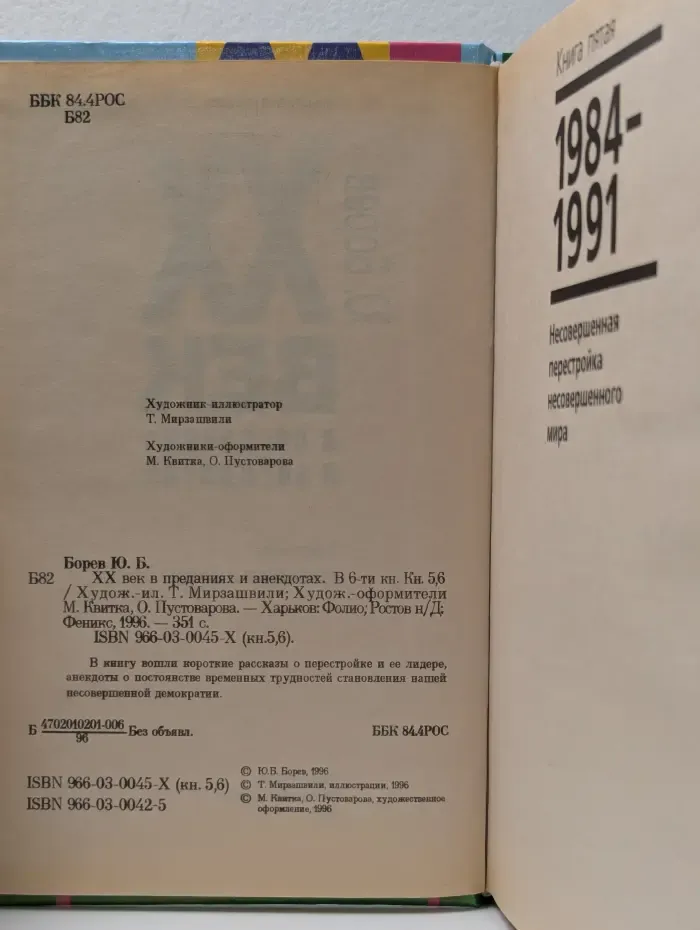 ББК 84.4РОС
Б82
Художник-иллюстратор
Т. Мирзашвили
Художники-оформители
М. Квитка, О. Пустоварова
Борев Ю. Б.
Б82 XX век в преданиях и анекдотах. В 6-ти кн. Кн. 5,6
/ Худож.-ил. Т. Мирзашвили; Худож.-оформители
М. Квитка, О. Пустоварова. — Харьков: Фолио; Ростов н/Д:
Феникс, 1996. — 351 с.
ISBN 966-03-0045-X (кн.5,6).
В книгу вошли короткие рассказы о перестройке и ее лидере,
анекдоты о постоянстве временных трудностей становления нашей
несовершенной демократии.
Б 4702010201-006 Без объявл.
96
ББК 84.4РОС
ISBN 966-03-0045-X (кн. 5,6)
ISBN 966-03-0042-5
© Ю.Б. Борев, 1996
© Т. Мирзашвили, иллюстрации, 1996
© М. Квитка, О. Пустоварова, художественное
оформление, 1996
Книга пятая
1984-
1991
Несовершенная
перестройка
несовершенного
мира